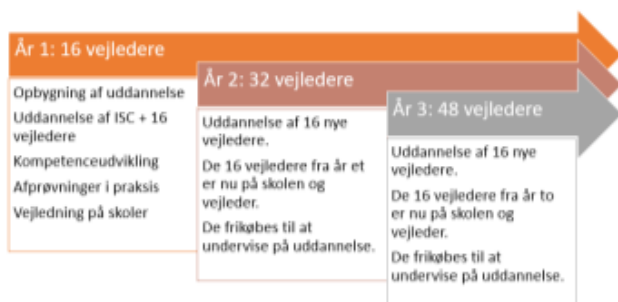 År 1: 16 vejledere
Opbygning af uddannelse
Uddannelse af ISC + 16
vejledere
Kompetenceudvikling
Afprøvninger i praksis
Vejledning på skoler
År 2: 32 vejledere
Uddannelse af 16 nye
vejledere.
De 16 vejledere fra år et
er nu på skolen og
vejleder.
De frikøbes til at
undervise på uddannelse.
År 3: 48 vejledere
Uddannelse af 16 nye
vejledere.
De 16 vejledere fra år to
er nu på skolen og
vejleder.
De frikøbes til at
undervise på uddannelse.